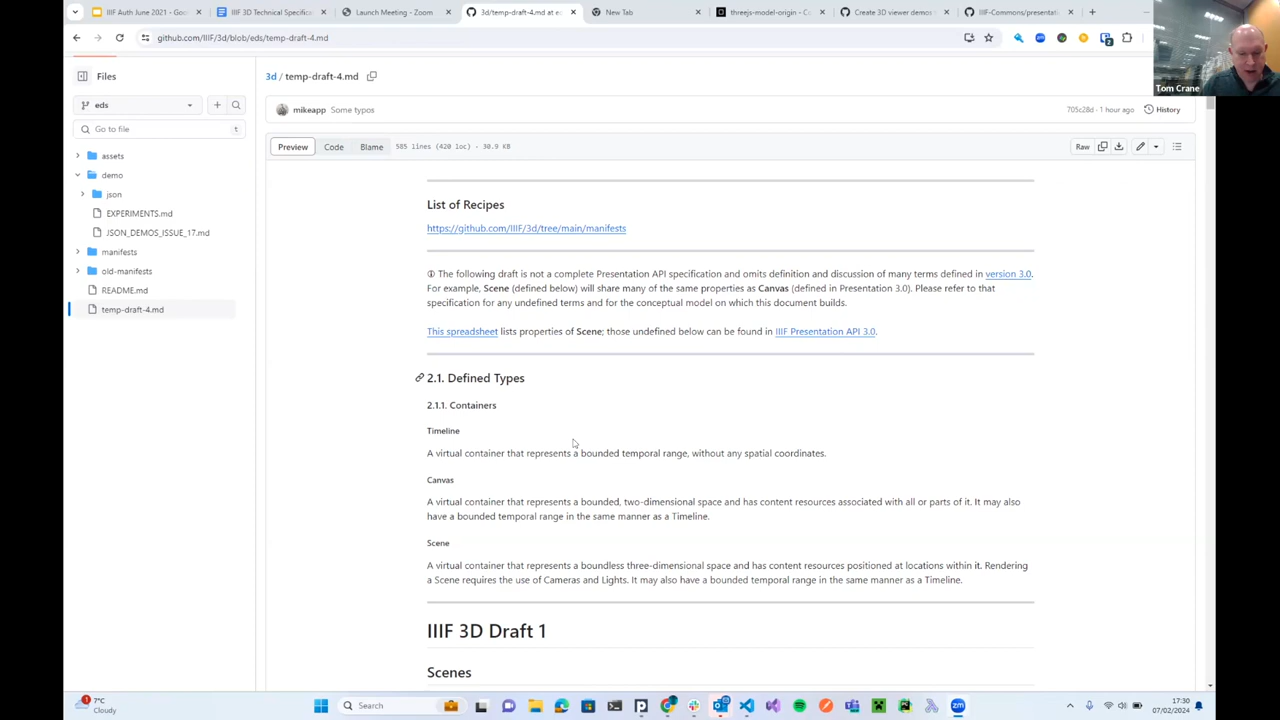 IIIF Auth June 2021 - Goo
IIIF 3D Technical Specificat
Launch Meeting - Zoom
3d/temp-draft-4.md at ed
New Tab
threejs-model-origin - Co
Create 3D viewer demos
IIIF-Commons/presentati
github.com/IIIF/3d/blob/eds/temp-draft-4.md
Tom Crane
Files
3d / temp-draft-4.md
eds
mikeapp Some typos
705c28d · 1 hour ago
History
Go to file
t
Preview
Code
Blame
585 lines (420 loc) · 30.9 KB
Raw
assets
demo
json
EXPERIMENTS.md
JSON_DEMOS_ISSUE_17.md
manifests
old-manifests
README.md
temp-draft-4.md
List of Recipes
https://github.com/IIIF/3d/tree/main/manifests
The following draft is not a complete Presentation API specification and omits definition and discussion of many terms defined in version 3.0.
For example, Scene (defined below) will share many of the same properties as Canvas (defined in Presentation 3.0). Please refer to that
specification for any undefined terms and for the conceptual model on which this document builds.
This spreadsheet lists properties of Scene; those undefined below can be found in IIIF Presentation API 3.0.
2.1. Defined Types
2.1.1. Containers
Timeline
A virtual container that represents a bounded temporal range, without any spatial coordinates.
Canvas
A virtual container that represents a bounded, two-dimensional space and has content resources associated with all or parts of it. It may also
have a bounded temporal range in the same manner as a Timeline.
Scene
A virtual container that represents a boundless three-dimensional space and has content resources positioned at locations within it. Rendering
a Scene requires the use of Cameras and Lights. It may also have a bounded temporal range in the same manner as a Timeline.
IIIF 3D Draft 1
Scenes
7°C
Cloudy
Search
17:30
07/02/2024